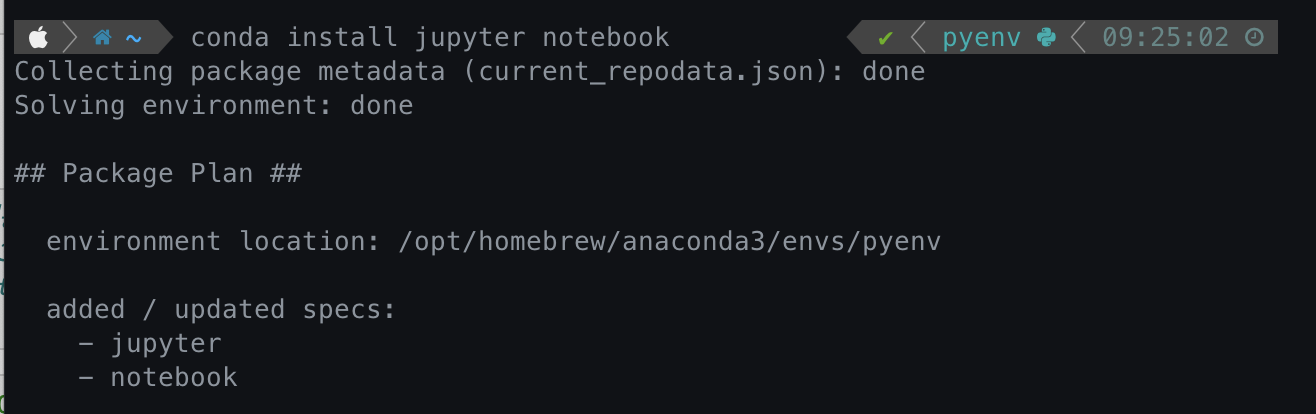 ~ conda install jupyter notebook ✔ pyenv 09:25:02
Collecting package metadata (current_repodata.json): done
Solving environment: done
## Package Plan ##
environment location: /opt/homebrew/anaconda3/envs/pyenv
added / updated specs:
- jupyter
- notebook